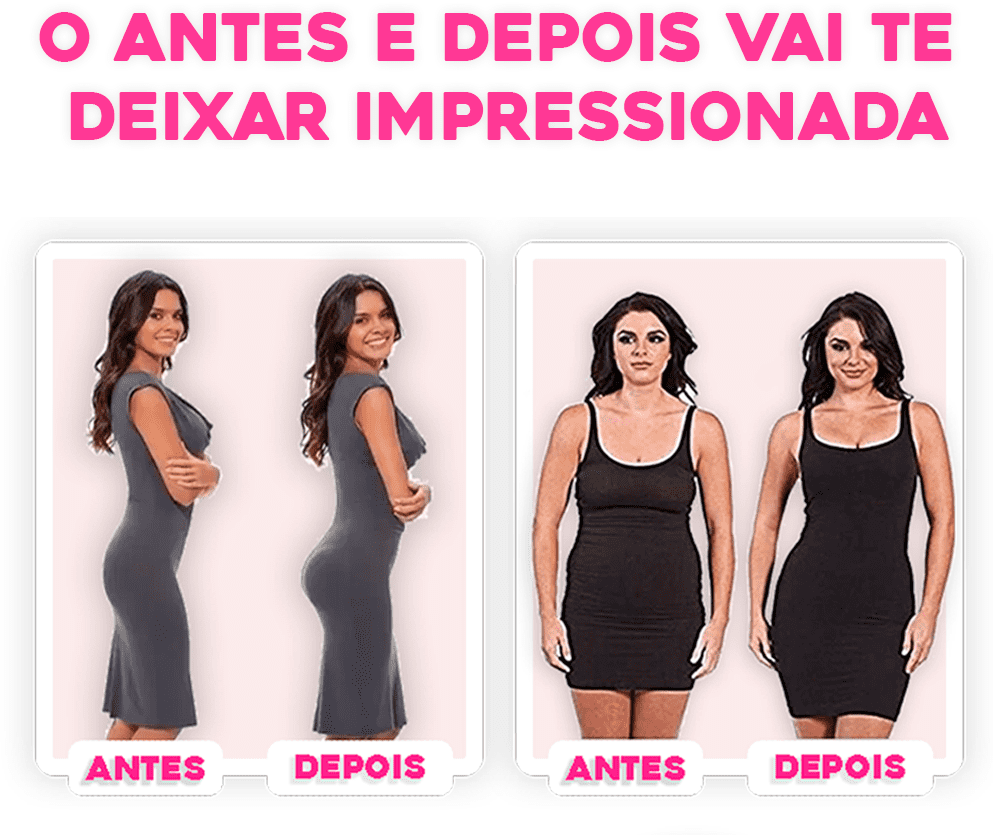 O ANTES E DEPOIS VAI TE
DEIXAR IMPRESSIONADA
ANTES
DEPOIS
ANTES
DEPOIS